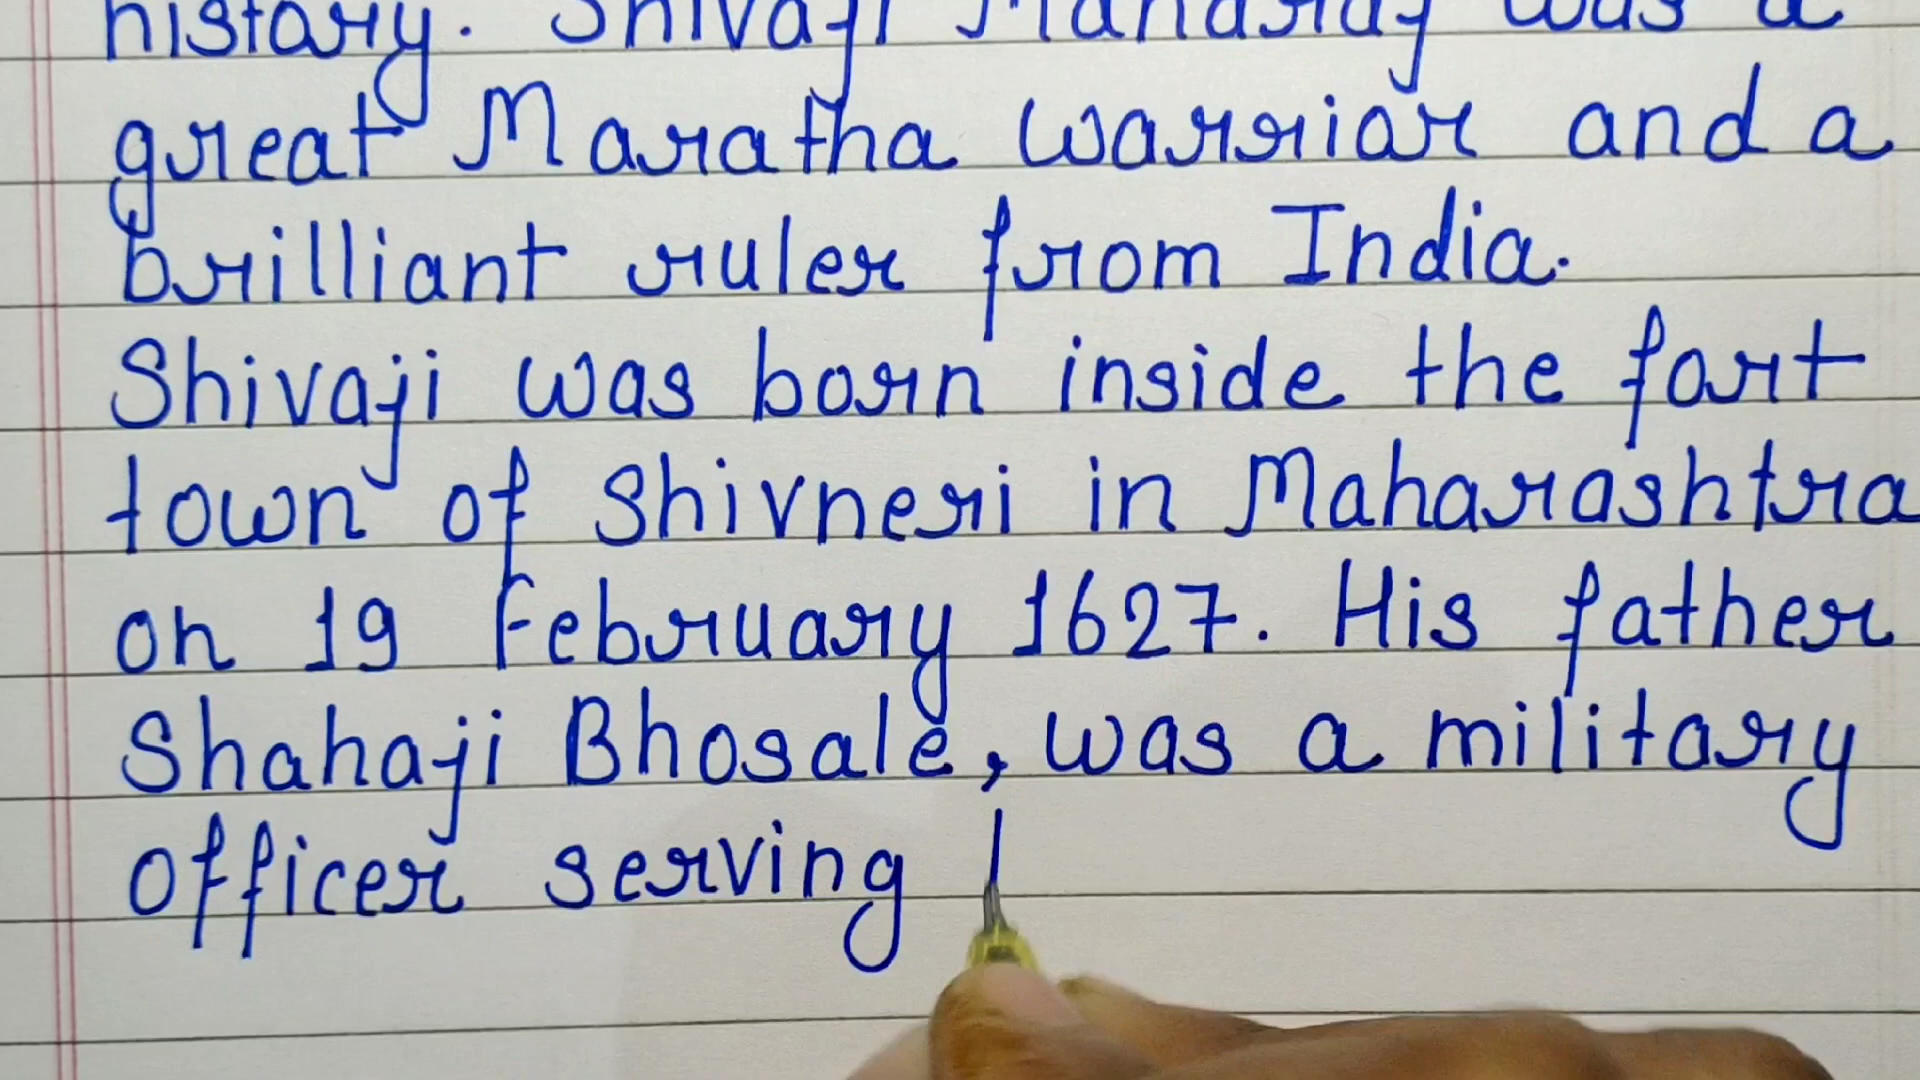 history. Shivaji Maharaj was a
great Maratha warrior and a
brilliant ruler from India.
Shivaji was born inside the fort
town of Shivneri in Maharashtra
on 19 February 1627. His father
Shahaji Bhosale, was a military
officer serving